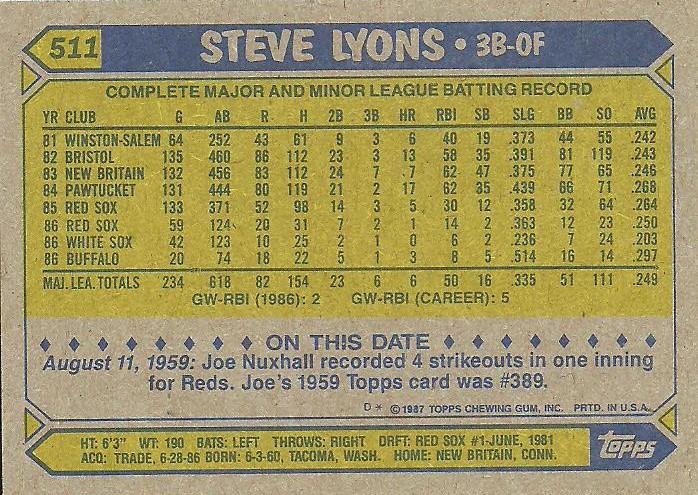 511 STEVE LYONS • 3B-OF
COMPLETE MAJOR AND MINOR LEAGUE BATTING RECORD
YR CLUB G AB R H 2B 3B HR RBI SB SLG BB SO AVG
81 WINSTON-SALEM 64 252 43 61 9 3 6 40 19 .373 44 55 .242
82 BRISTOL 135 460 86 112 23 3 13 58 35 .391 81 119 .243
83 NEW BRITAIN 132 456 83 112 24 7 7 62 47 .375 77 65 .246
84 PAWTUCKET 131 444 80 119 21 2 17 62 35 .439 66 71 .268
85 RED SOX 133 371 52 98 14 3 5 30 12 .358 32 64 .264
86 RED SOX 59 124 20 31 7 2 1 14 2 .363 12 23 .250
86 WHITE SOX 42 123 10 25 2 1 0 6 2 .236 7 24 .203
86 BUFFALO 20 74 18 22 5 1 3 8 5 .514 16 14 .297
MAJ. LEA. TOTALS 234 618 82 154 23 6 6 50 16 .335 51 111 .249
GW-RBI (1986): 2 GW-RBI (CAREER): 5
♦ ♦ ♦ ♦ ♦ ♦ ♦ ♦ ON THIS DATE ♦ ♦ ♦ ♦ ♦ ♦ ♦ ♦
August 11, 1959: Joe Nuxhall recorded 4 strikeouts in one inning
for Reds. Joe's 1959 Topps card was #389.
D* ©1987 TOPPS CHEWING GUM, INC. PRTD. IN U.S.A.
HT: 6'3" WT: 190 BATS: LEFT THROWS: RIGHT DRFT: RED SOX #1-JUNE, 1981
ACQ: TRADE, 6-28-86 BORN: 6-3-60, TACOMA, WASH. HOME: NEW BRITAIN, CONN.
TOPPS